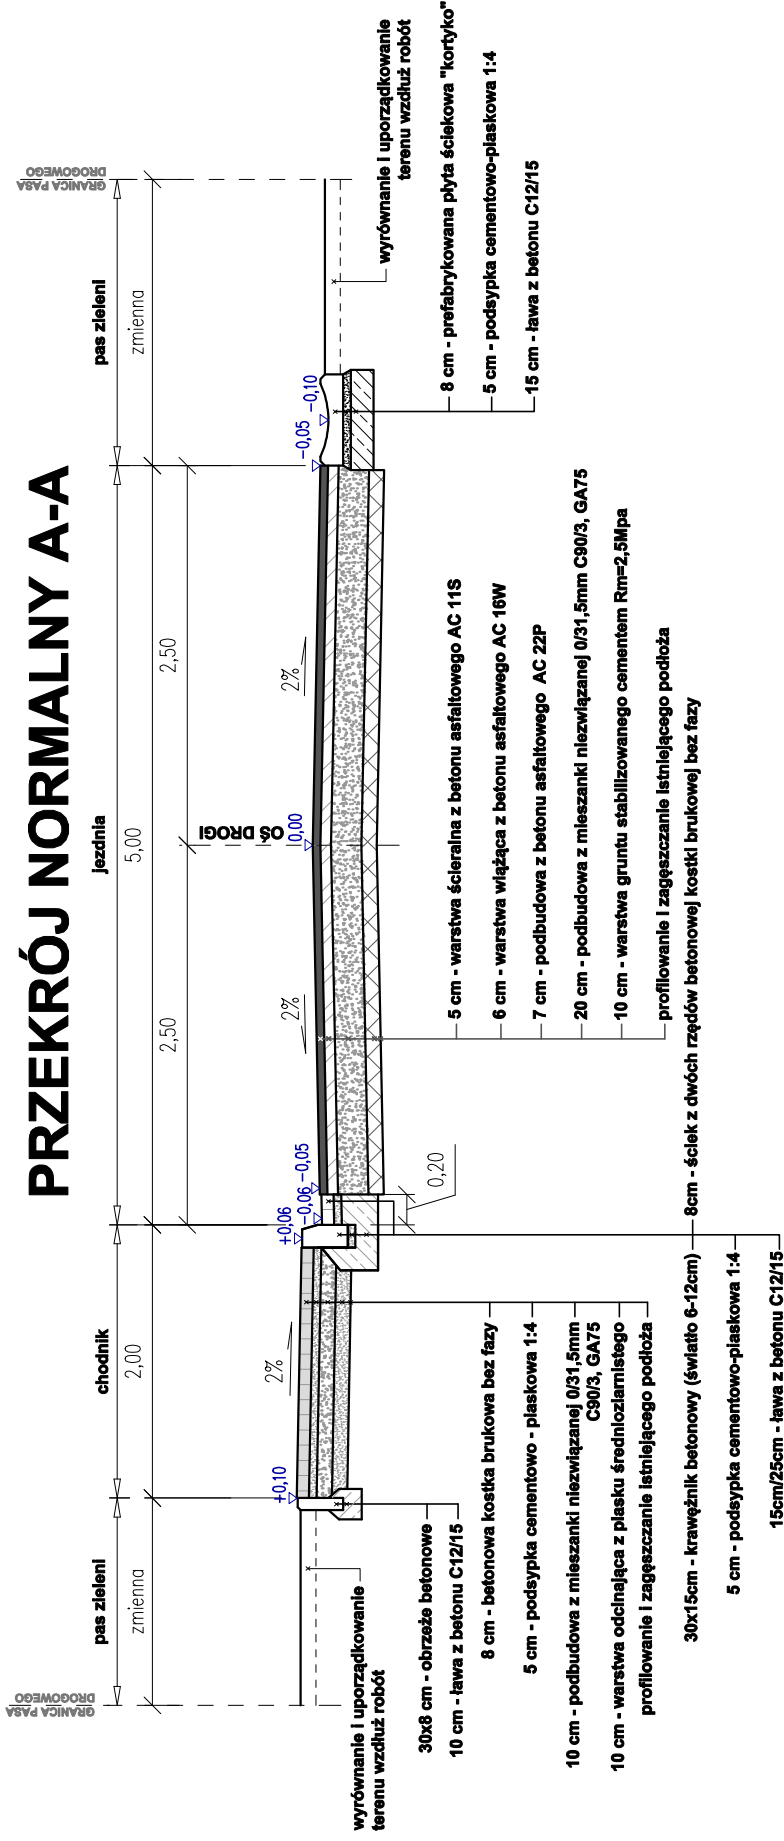 PRZEKRÓJ NORMALNY A-A
GRANICA PASA
DROGOWEGO
pas zieleni
chodnik
jezdnia
pas zieleni
GRANICA PASA
DROGOWEGO
zmienna
2,00
5,00
zmienna
2,50
2,50
OŚ DROGI
+0,10
2%
+0,06
-0,06
-0,05
2%
0,00
2%
-0,05
-0,10
0,20
wyrównanie i uporządkowanie
terenu wzdłuż robót
30x8 cm - obrzeże betonowe
10 cm - ława z betonu C12/15
8 cm - betonowa kostka brukowa bez fazy
5 cm - podsypka cementowo - piaskowa 1:4
10 cm - podbudowa z mieszanki niezwiązanej 0/31,5mm
C90/3, GA75
10 cm - warstwa odcinająca z piasku średnioziarnistego
profilowanie i zagęszczanie istniejącego podłoża
30x15cm - krawężnik betonowy (światło 6-12cm)
8cm - ściek z dwóch rzędów betonowej kostki brukowej bez fazy
5 cm - podsypka cementowo-piaskowa 1:4
15cm/25cm - ława z betonu C12/15
5 cm - warstwa ścieralna z betonu asfaltowego AC 11S
6 cm - warstwa wiążąca z betonu asfaltowego AC 16W
7 cm - podbudowa z betonu asfaltowego AC 22P
20 cm - podbudowa z mieszanki niezwiązanej 0/31,5mm C90/3, GA75
10 cm - warstwa gruntu stabilizowanego cementem Rm=2,5Mpa
profilowanie i zagęszczanie istniejącego podłoża
wyrównanie i uporządkowanie
terenu wzdłuż robót
8 cm - prefabrykowana płyta ściekowa "kortyko"
5 cm - podsypka cementowo-piaskowa 1:4
15 cm - ława z betonu C12/15